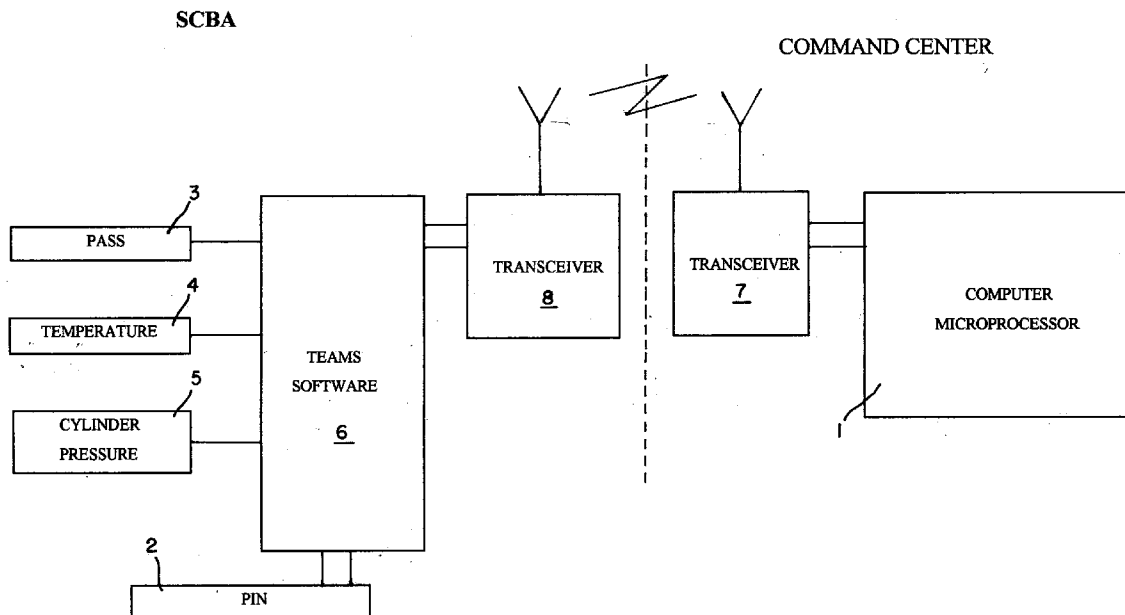 SCBA
COMMAND CENTER
3
PASS
4
TEMPERATURE
5
CYLINDER
PRESSURE
TEAMS
SOFTWARE
6
2
PIN
TRANSCEIVER
8
TRANSCEIVER
7
COMPUTER
MICROPROCESSOR
1